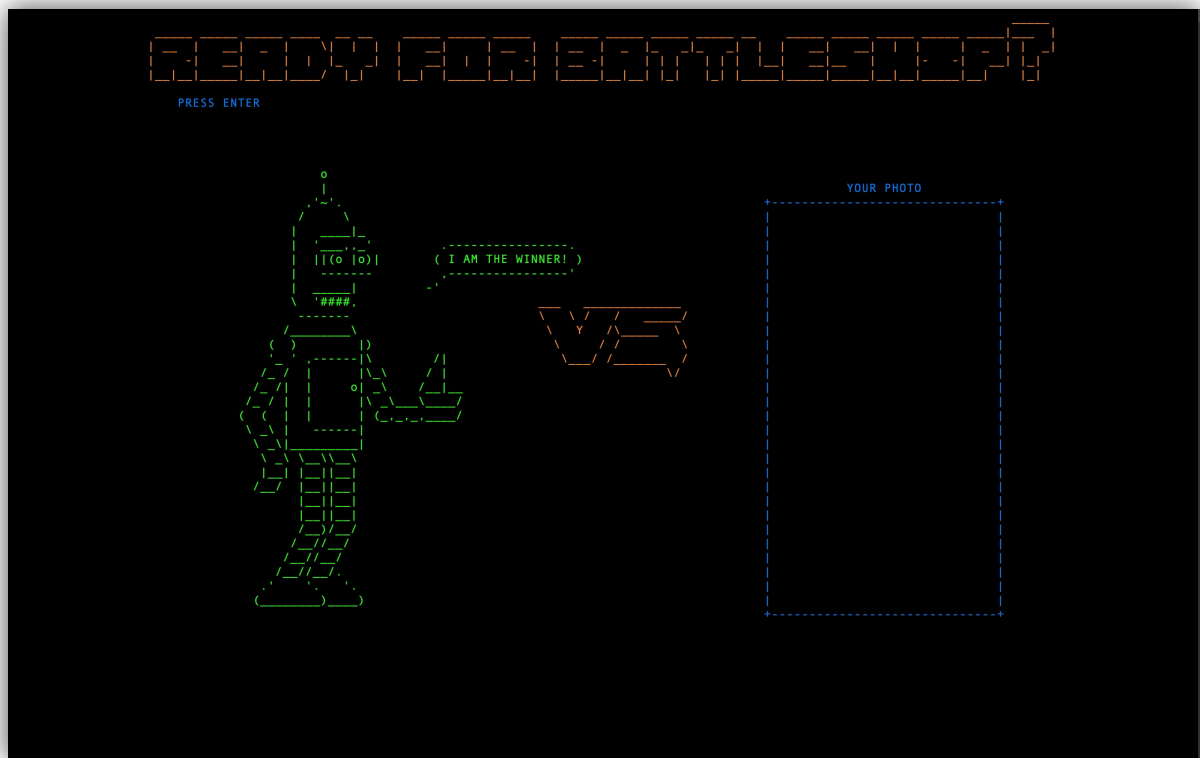 READY FOR BATTLESHIP?
PRESS ENTER
YOUR PHOTO
I AM THE WINNER!
VS